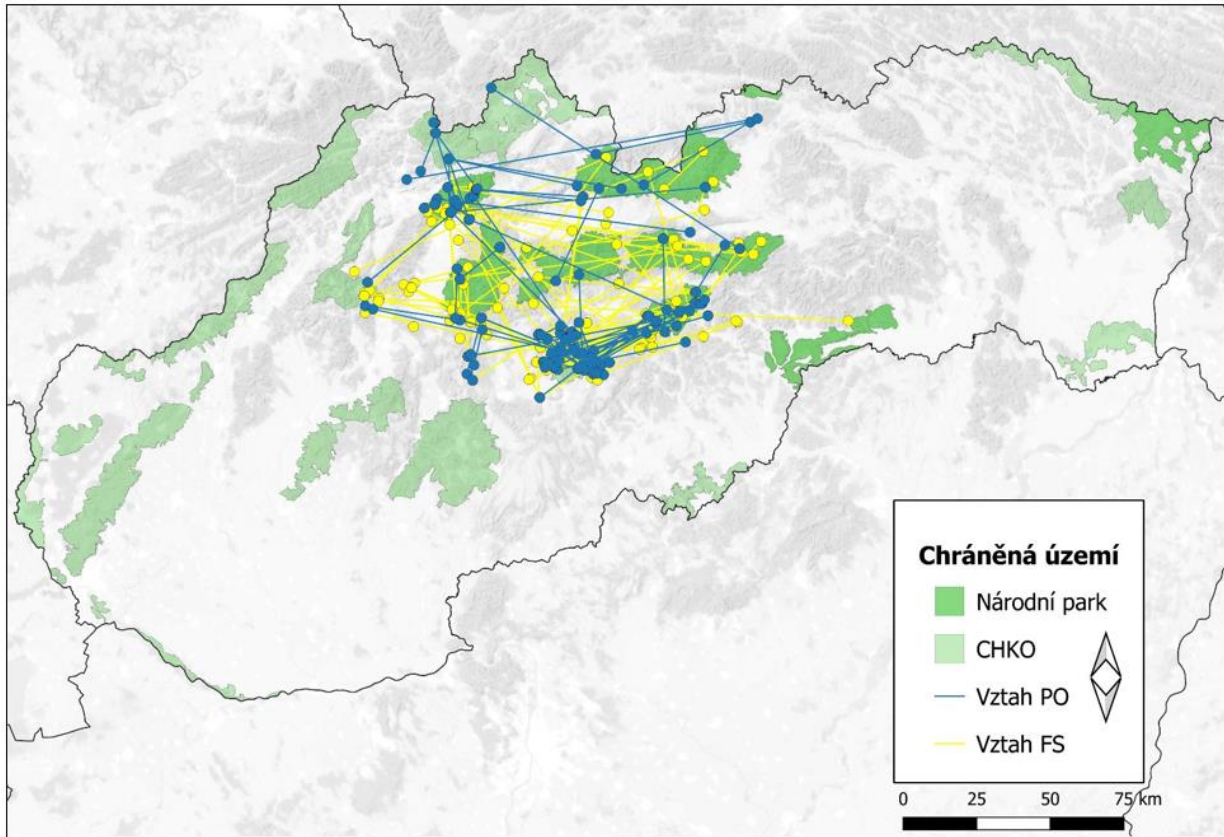 Chráněná území
Národní park
CHKO
Vztah PO
Vztah FS
0 25 50 75 km